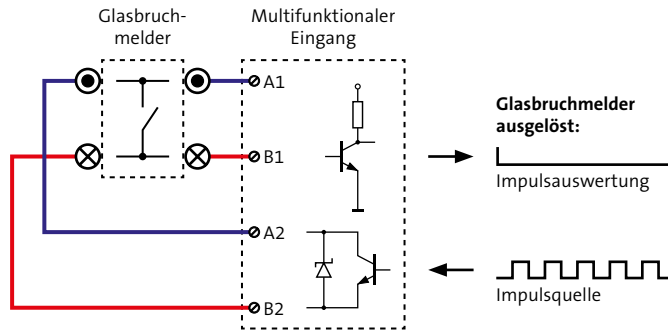 Glasbruch-
melder
Multifunktionaler
Eingang
A1
B1
A2
B2
Glasbruchmelder
ausgelöst:
Impulsauswertung
Impulsquelle